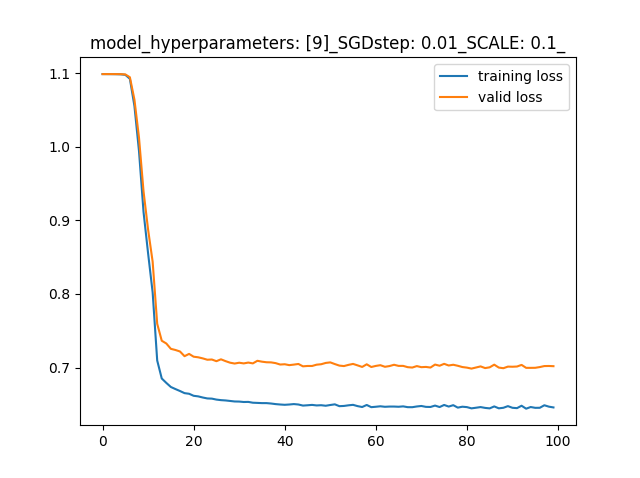 model_hyperparameters: [9]_SGDstep: 0.01_SCALE: 0.1_
training loss
valid loss
1.1
1.0
0.9
0.8
0.7
0 20 40 60 80 100